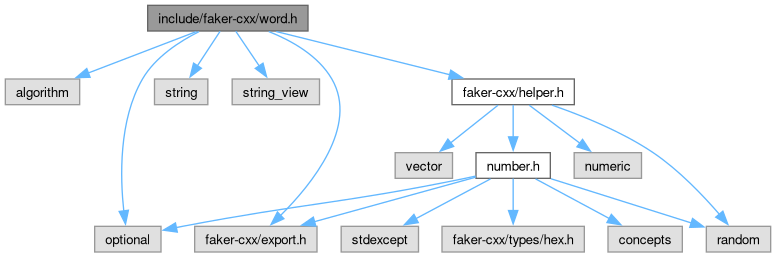 include/faker-cxx/word.h
algorithm
string
string_view
faker-cxx/helper.h
vector
number.h
numeric
optional
faker-cxx/export.h
stdexcept
faker-cxx/types/hex.h
concepts
random